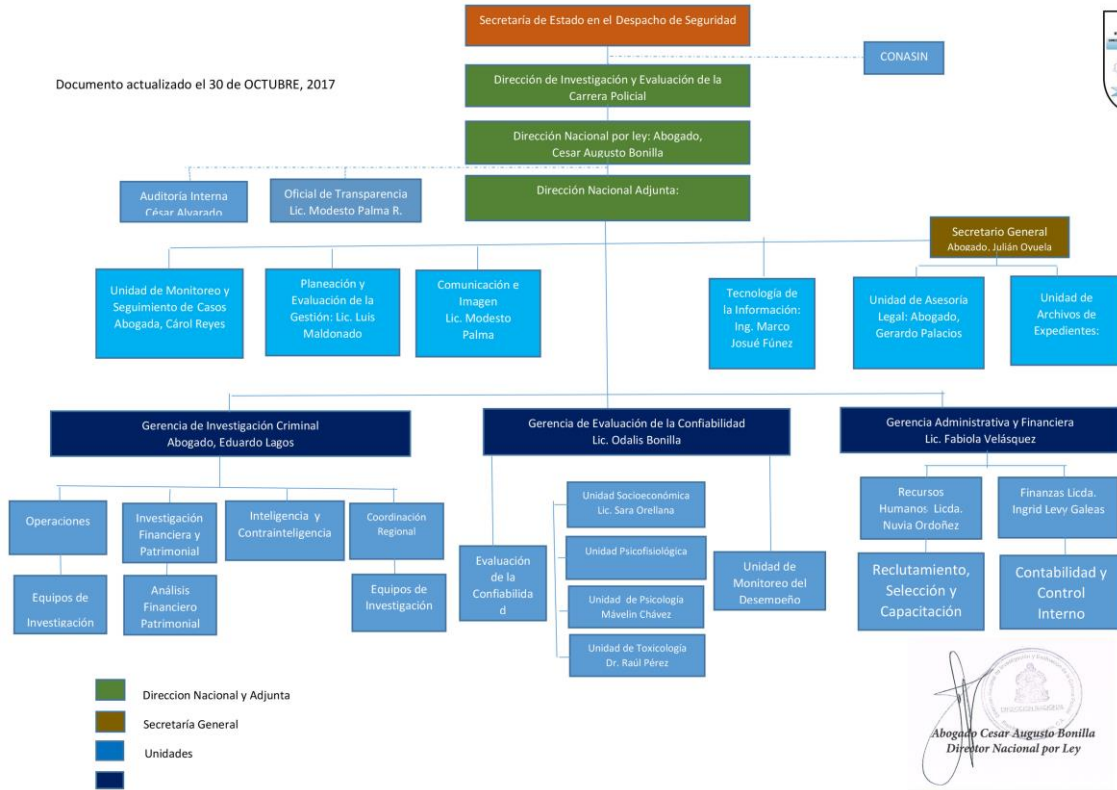 Secretaría de Estado en el Despacho de Seguridad
CONASIN
Documento actualizado el 30 de OCTUBRE, 2017
Dirección de Investigación y Evaluación de la
Carrera Policial
Dirección Nacional por ley: Abogado,
Cesar Augusto Bonilla
Dirección Nacional Adjunta:
Auditoría Interna
César Alvarado
Oficial de Transparencia
Lic. Modesto Palma R.
Secretario General
Abogado, Julián Oyuela
Unidad de Monitoreo y
Seguimiento de Casos
Abogada, Cárol Reyes
Planeación y
Evaluación de la
Gestión: Lic. Luis
Maldonado
Comunicación e
Imagen
Lic. Modesto
Palma
Tecnología de
la Información:
Ing. Marco
Josué Fúnez
Unidad de Asesoría
Legal: Abogado,
Gerardo Palacios
Unidad de
Archivos de
Expedientes:
Gerencia de Investigación Criminal
Abogado, Eduardo Lagos
Gerencia de Evaluación de la Confiabilidad
Lic. Odalis Bonilla
Gerencia Administrativa y Financiera
Lic. Fabiola Velásquez
Operaciones
Investigación
Financiera y
Patrimonial
Inteligencia y
Contrainteligencia
Coordinación
Regional
Equipos de
Investigación
Análisis
Financiero
Patrimonial
Equipos de
Investigación
Evaluación
de la
Confiabilida
d
Unidad Socioeconómica
Lic. Sara Orellana
Unidad Psicofisiológica
Unidad de Psicología
Mávelin Chávez
Unidad de Toxicología
Dr. Raúl Pérez
Unidad de
Monitoreo del
Desempeño
Recursos
Humanos Licda.
Nuvia Ordoñez
Finanzas Licda.
Ingrid Levy Galeas
Reclutamiento,
Selección y
Capacitación
Contabilidad y
Control
Interno
Direccion Nacional y Adjunta
Secretaría General
Unidades
DIRECCION NACIONAL
Abogado Cesar Augusto Bonilla
Director Nacional por Ley